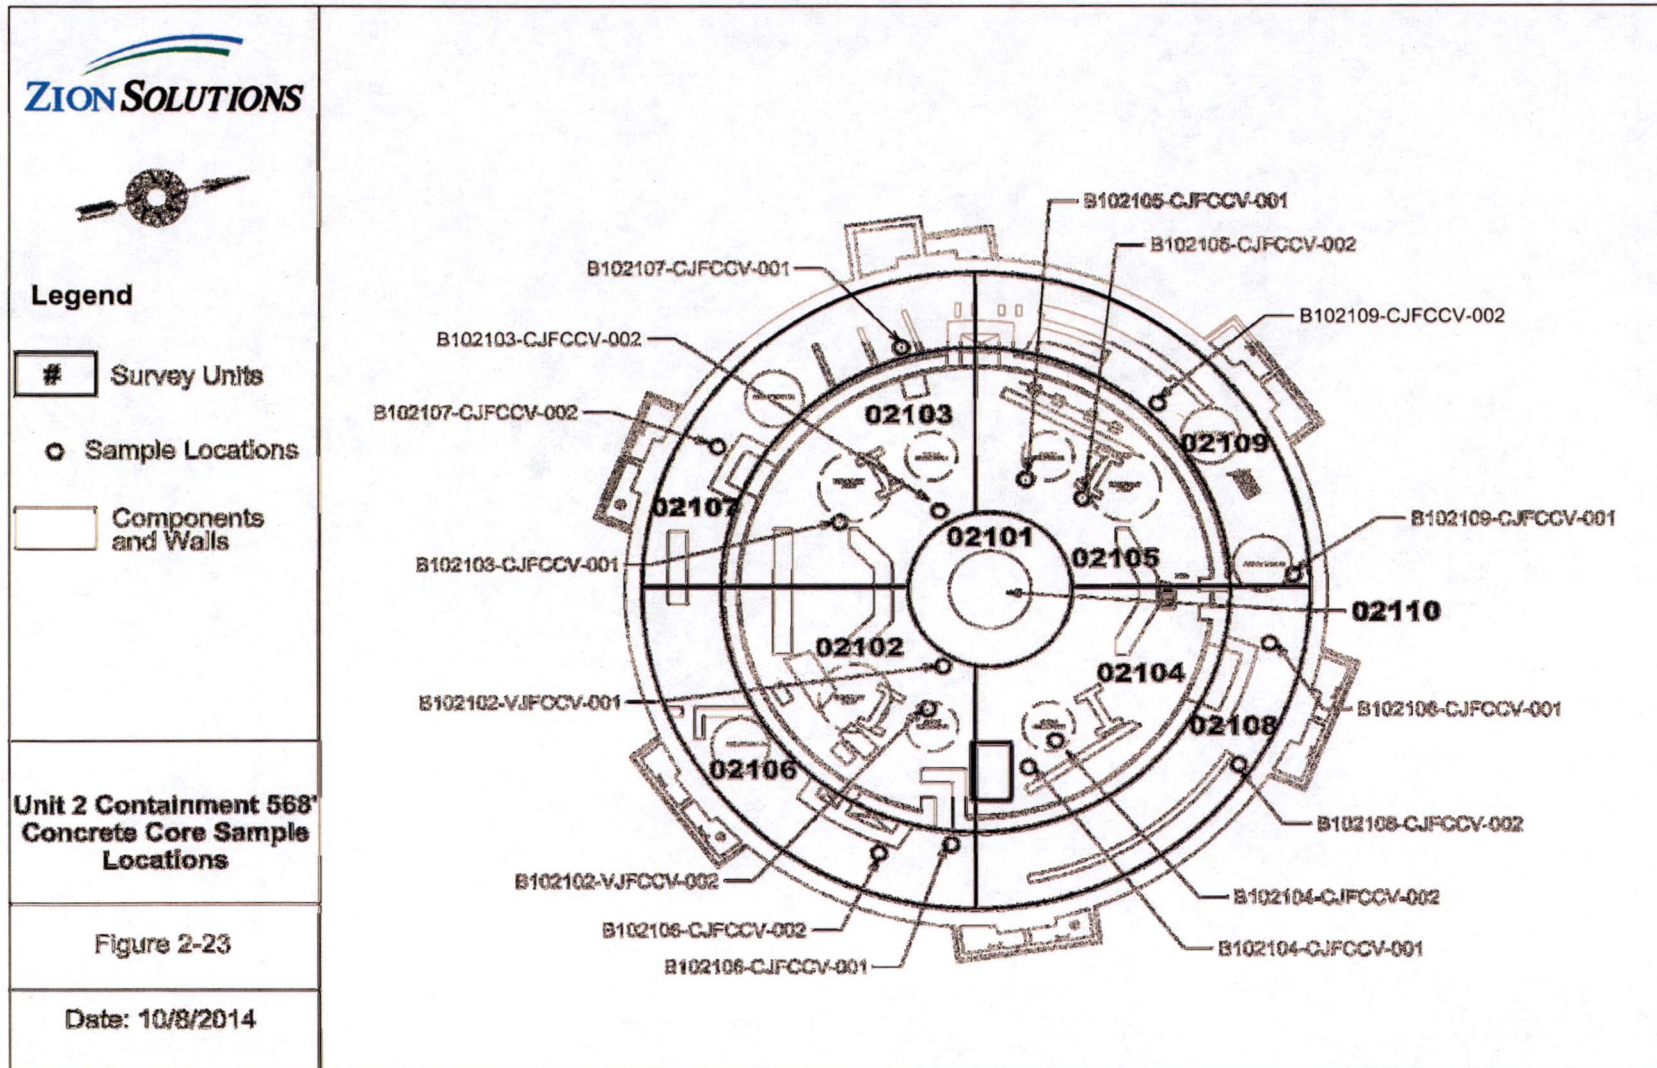 ZIONSOLUTIONS
Legend
# Survey Units
Sample Locations
Components
and Walls
Unit 2 Containment 568'
Concrete Core Sample
Locations
Figure 2-23
Date: 10/8/2014
B102105-CJFCCV-001
B102105-CJFCCV-002
B102107-CJFCCV-001
B102109-CJFCCV-002
B102103-CJFCCV-002
B102107-CJFCCV-002
02103
02109
02107
B102109-CJFCCV-001
02101
02105
B102103-CJFCCV-001
02110
02102
02104
B102102-VJFCCV-001
B102108-CJFCCV-001
02108
02106
B102108-CJFCCV-002
B102102-VJFCCV-002
B102104-CJFCCV-002
B102106-CJFCCV-002
B102104-CJFCCV-001
B102106-CJFCCV-001